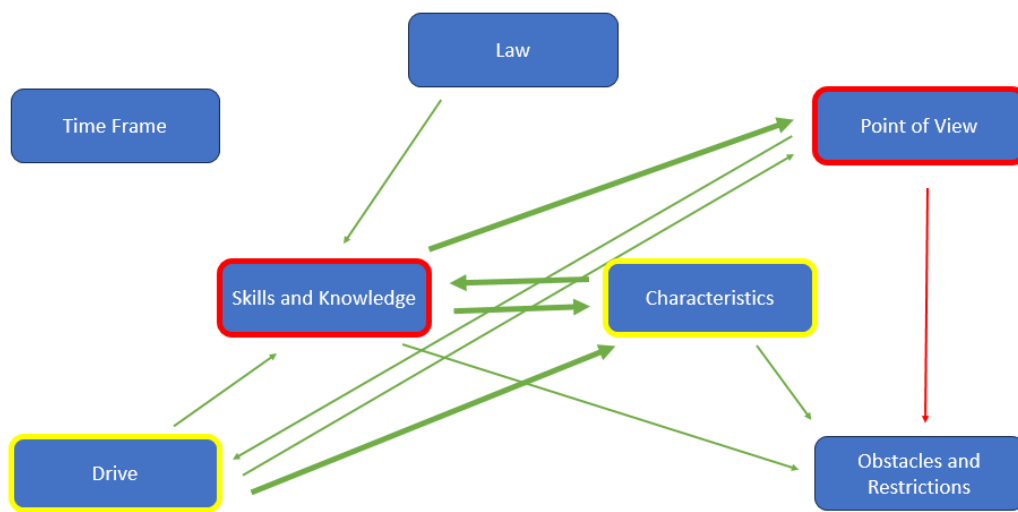 Law
Time Frame
Point of View
Skills and Knowledge
Characteristics
Drive
Obstacles and
Restrictions